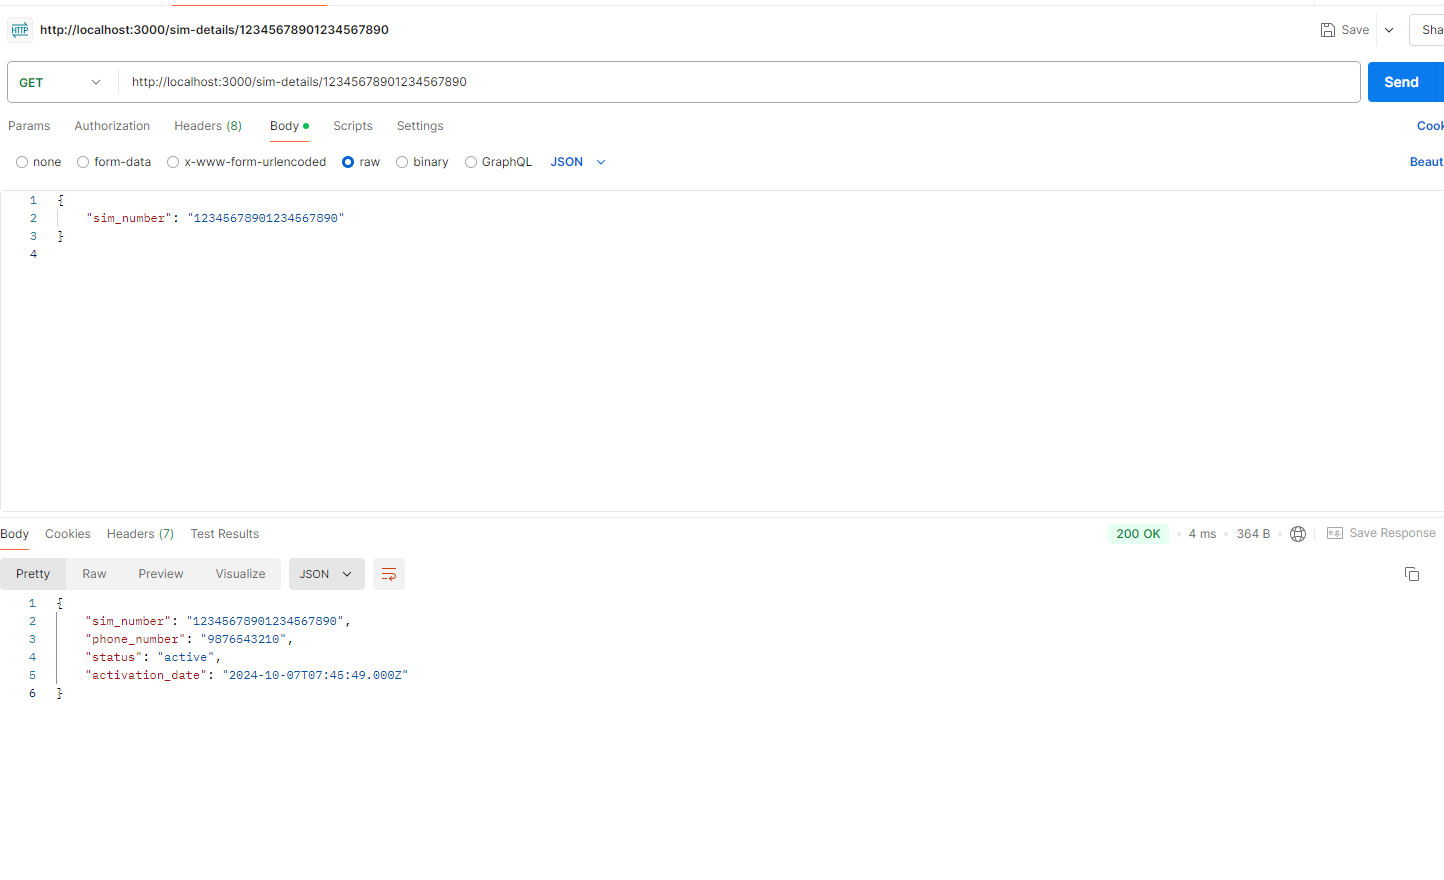 HTTP http://localhost:3000/sim-details/12345678901234567890 Save Sha
GET http://localhost:3000/sim-details/12345678901234567890 Send
Params Authorization Headers (8) Body Scripts Settings Cook
none form-data x-www-form-urlencoded raw binary GraphQL JSON Beaut
1 {
2 "sim_number": "12345678901234567890"
3 }
4
Body Cookies Headers (7) Test Results 200 OK • 4 ms • 364 B • e.g. Save Response
Pretty Raw Preview Visualize JSON
1 {
2 "sim_number": "12345678901234567890",
3 "phone_number": "9876543210",
4 "status": "active",
5 "activation_date": "2024-10-07T07:45:49.000Z"
6 }